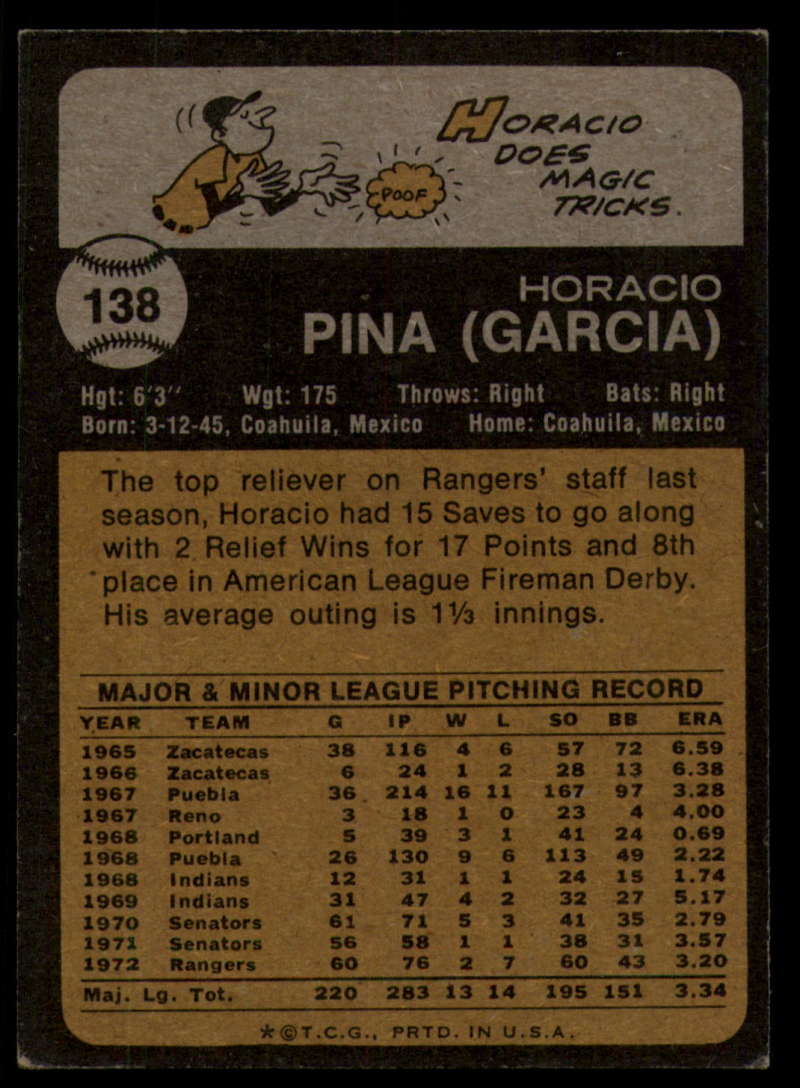 HORACIO
DOES
MAGIC
TRICKS.
POOF
138
HORACIO
PINA (GARCIA)
Hgt: 6'3" Wgt: 175 Throws: Right Bats: Right
Born: 3-12-45, Coahuila, Mexico Home: Coahuila, Mexico
The top reliever on Rangers' staff last
season, Horacio had 15 Saves to go along
with 2 Relief Wins for 17 Points and 8th
place in American League Fireman Derby.
His average outing is 1⅓ innings.
MAJOR & MINOR LEAGUE PITCHING RECORD
YEAR TEAM G IP W L SO BB ERA
1965 Zacatecas 38 116 4 6 57 72 6.59
1966 Zacatecas 6 24 1 2 28 13 6.38
1967 Puebla 36 214 16 11 167 97 3.28
1967 Reno 3 18 1 0 23 4 4.00
1968 Portland 5 39 3 1 41 24 0.69
1968 Puebla 26 130 9 6 113 49 2.22
1968 Indians 12 31 1 1 24 15 1.74
1969 Indians 31 47 4 2 32 27 5.17
1970 Senators 61 71 5 3 41 35 2.79
1971 Senators 56 58 1 1 38 31 3.57
1972 Rangers 60 76 2 7 60 43 3.20
Maj. Lg. Tot. 220 283 13 14 195 151 3.34
*©T.C.G., PRTD. IN U.S.A.